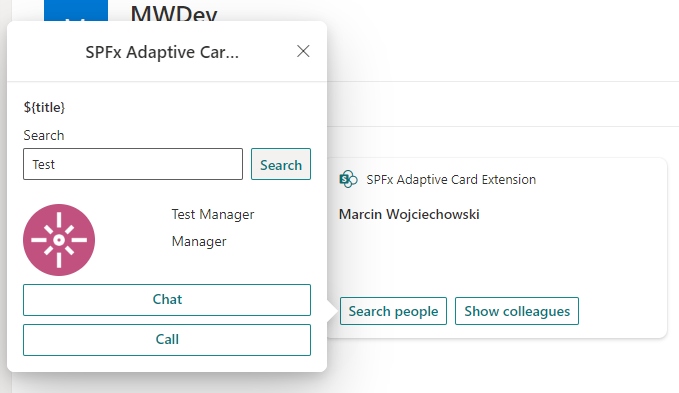 MWDev
SPFx Adaptive Car...
${title}
Search
Test
Search
Test Manager
Manager
Chat
Call
SPFx Adaptive Card Extension
Marcin Wojciechowski
Search people
Show colleagues